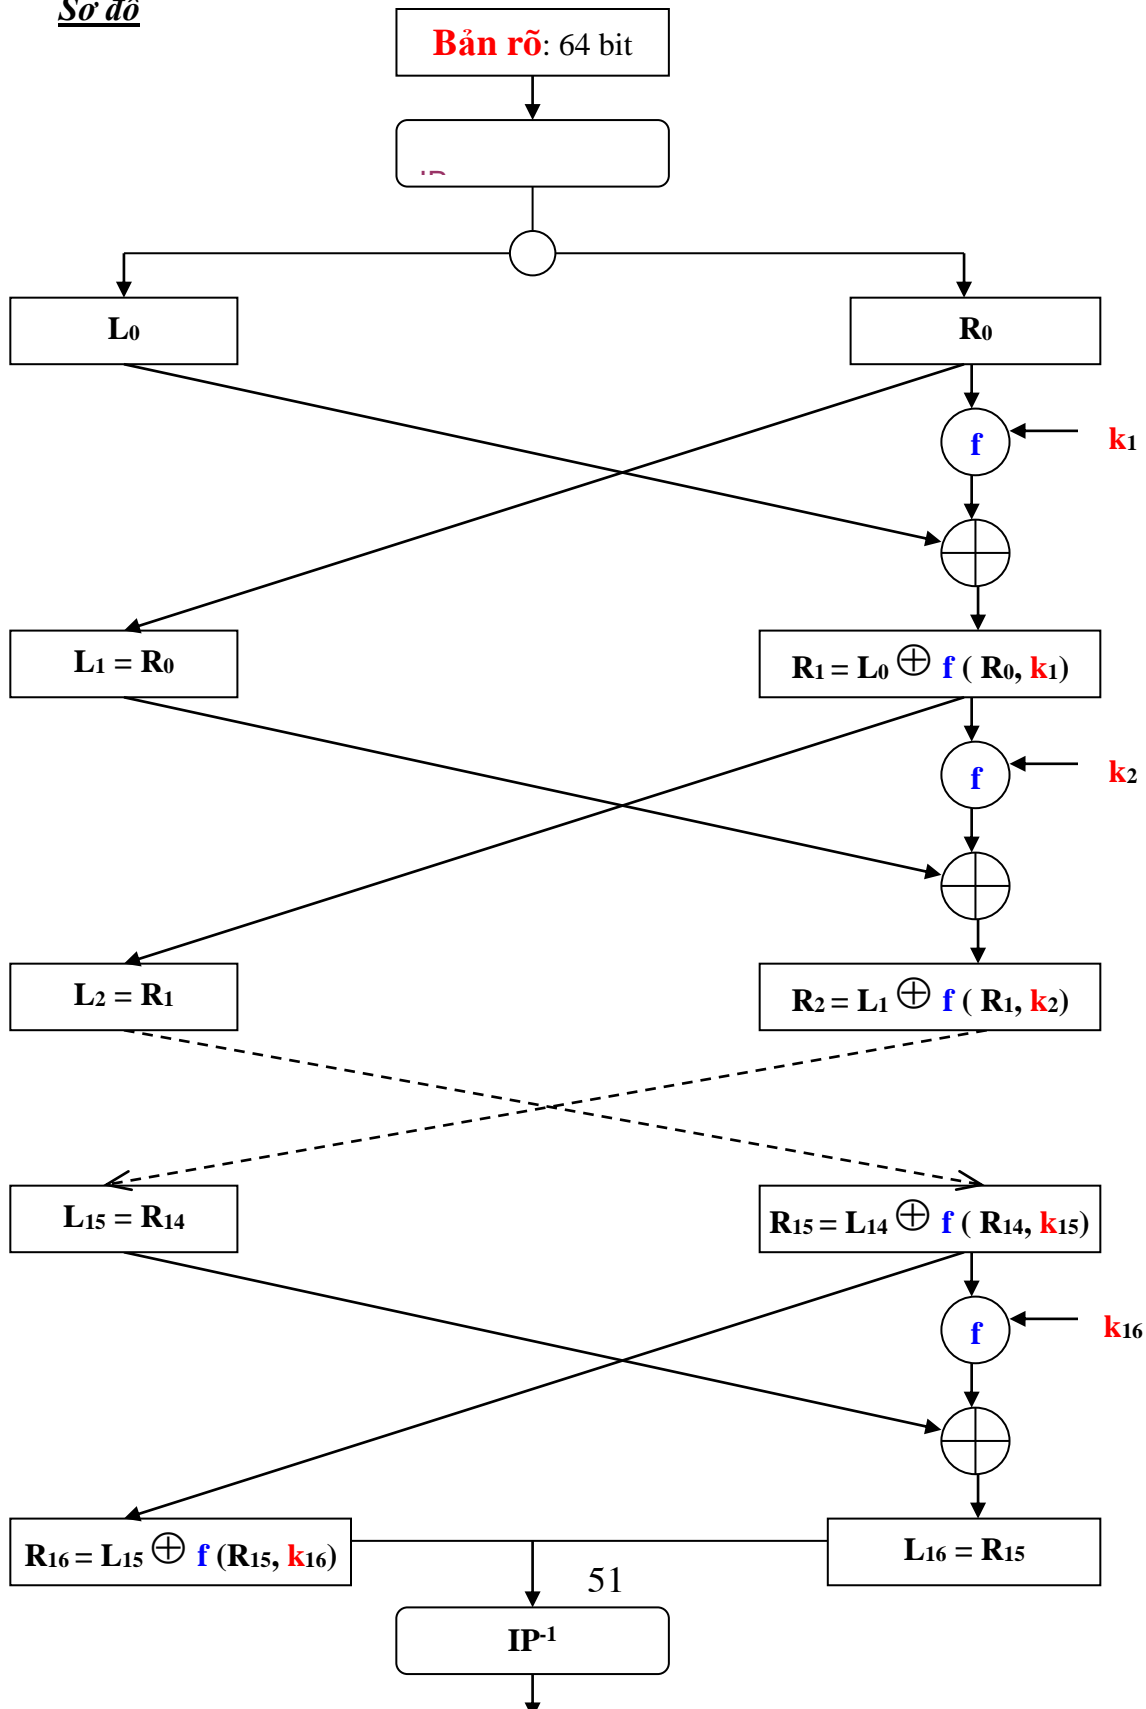 Sơ đồ
Bản rõ: 64 bit
IP
L0
R0
f
k1
L1 = R0
R1 = L0 ⊕ f ( R0, k1)
f
k2
L2 = R1
R2 = L1 ⊕ f ( R1, k2)
L15 = R14
R15 = L14 ⊕ f ( R14, k15)
f
k16
R16 = L15 ⊕ f (R15, k16)
L16 = R15
51
IP-1